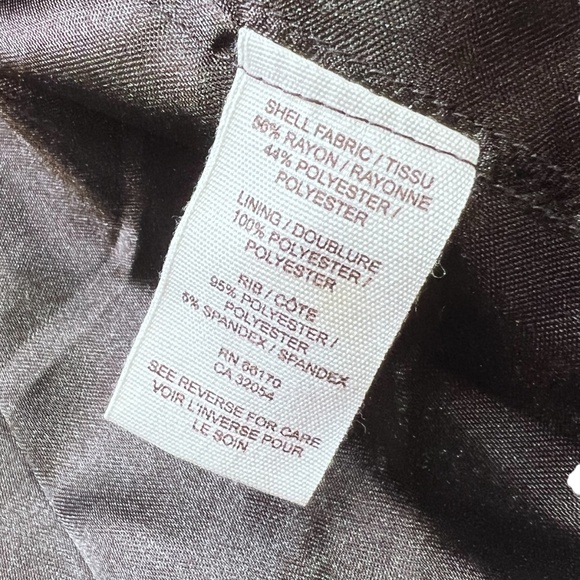 SHELL FABRIC / TISSU
56% RAYON / RAYONNE
44% POLYESTER /
POLYESTER
LINING / DOUBLURE
100% POLYESTER /
POLYESTER
RIB / CÔTE
95% POLYESTER /
POLYESTER
5% SPANDEX / SPANDEX
RN 66170
CA 32054
SEE REVERSE FOR CARE
VOIR L'INVERSE POUR
LE SOIN